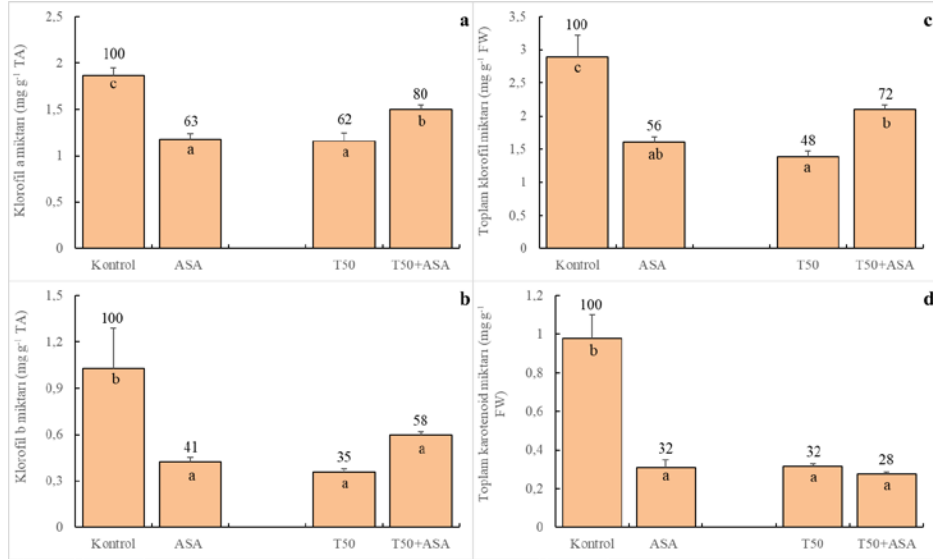 a
Klorofil a miktarı (mg g⁻¹ TA)
2,5
2
1,5
1
0,5
0
100
c
63
a
62
a
80
b
Kontrol ASA T50 T50+ASA
c
Toplam klorofil miktarı (mg g⁻¹ FW)
3,5
3
2,5
2
1,5
1
0,5
0
100
c
56
ab
48
a
72
b
Kontrol ASA T50 T50+ASA
b
Klorofil b miktarı (mg g⁻¹ TA)
1,5
1,2
0,9
0,6
0,3
0
100
b
41
a
35
a
58
a
Kontrol ASA T50 T50+ASA
d
Toplam karotenoid miktarı (mg g⁻¹
FW)
1,2
1
0,8
0,6
0,4
0,2
0
100
b
32
a
32
a
28
a
Kontrol ASA T50 T50+ASA